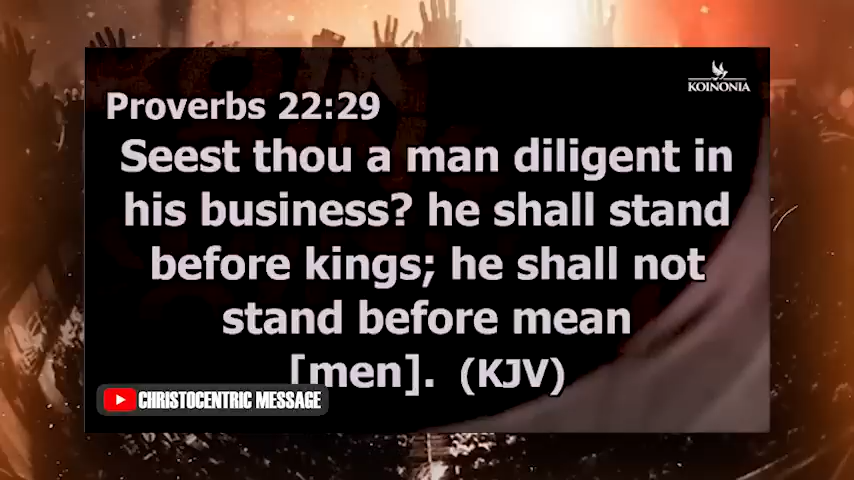 KOINONIA
Proverbs 22:29
Seest thou a man diligent in
his business? he shall stand
before kings; he shall not
stand before mean
[men]. (KJV)
CHRISTOCENTRIC MESSAGE